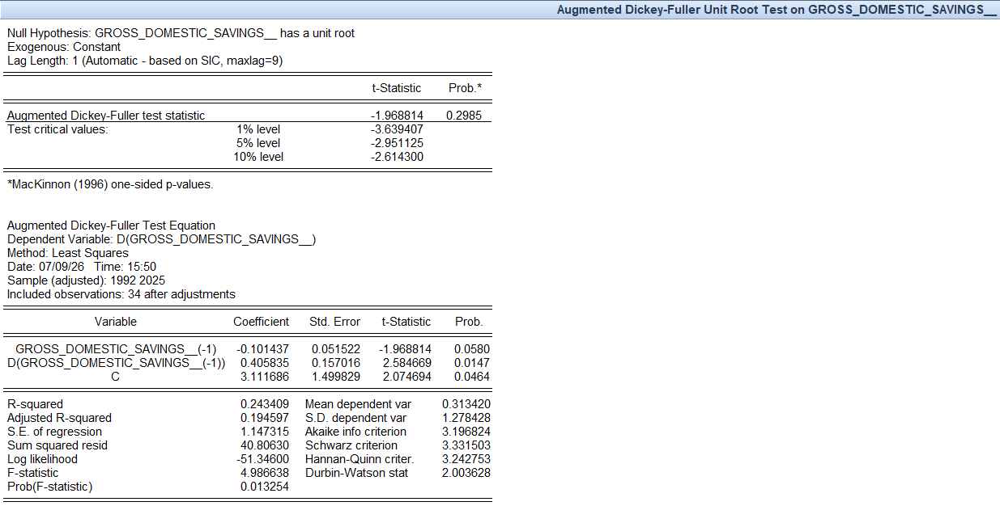 Augmented Dickey-Fuller Unit Root Test on GROSS_DOMESTIC_SAVINGS__
Null Hypothesis: GROSS_DOMESTIC_SAVINGS__ has a unit root
Exogenous: Constant
Lag Length: 1 (Automatic - based on SIC, maxlag=9)
t-Statistic Prob.*
Augmented Dickey-Fuller test statistic -1.968814 0.2985
Test critical values: 1% level -3.639407
5% level -2.951125
10% level -2.614300
*MacKinnon (1996) one-sided p-values.
Augmented Dickey-Fuller Test Equation
Dependent Variable: D(GROSS_DOMESTIC_SAVINGS__)
Method: Least Squares
Date: 07/09/26 Time: 15:50
Sample (adjusted): 1992 2025
Included observations: 34 after adjustments
Variable Coefficient Std. Error t-Statistic Prob.
GROSS_DOMESTIC_SAVINGS__(-1) -0.101437 0.051522 -1.968814 0.0580
D(GROSS_DOMESTIC_SAVINGS__(-1)) 0.405835 0.157016 2.584669 0.0147
C 3.111686 1.499829 2.074694 0.0464
R-squared 0.243409 Mean dependent var 0.313420
Adjusted R-squared 0.194597 S.D. dependent var 1.278428
S.E. of regression 1.147315 Akaike info criterion 3.196824
Sum squared resid 40.80630 Schwarz criterion 3.331503
Log likelihood -51.34600 Hannan-Quinn criter. 3.242753
F-statistic 4.986638 Durbin-Watson stat 2.003628
Prob(F-statistic) 0.013254